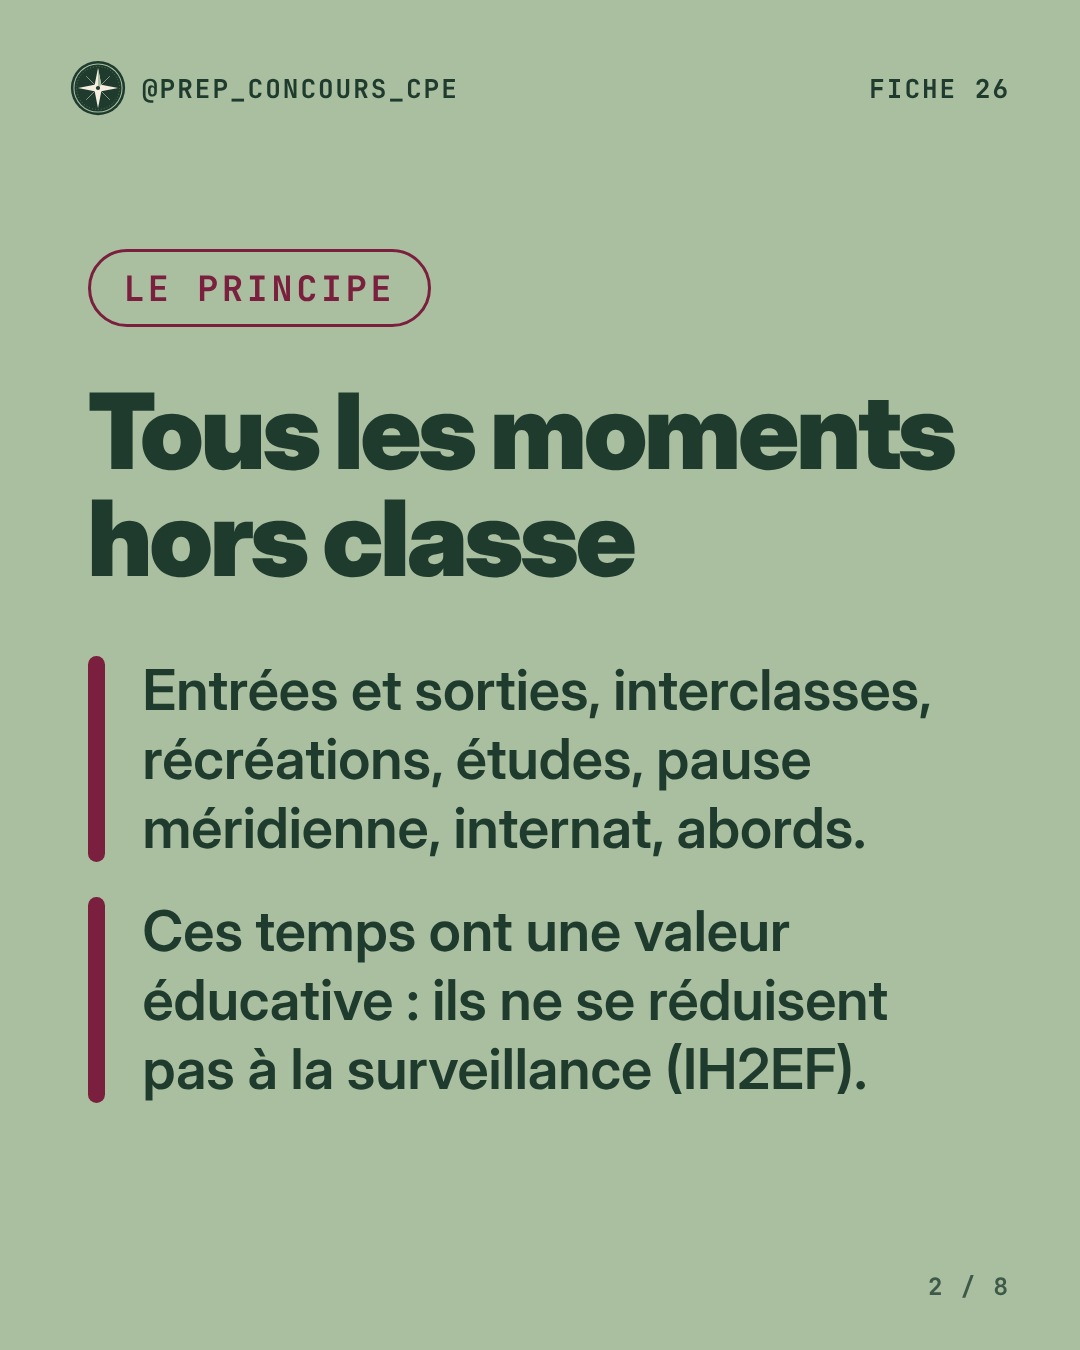 @PREP_CONCOURS_CPE
FICHE 26
LE PRINCIPE
Tous les moments
hors classe
Entrées et sorties, interclasses,
récréations, études, pause
méridienne, internat, abords.
Ces temps ont une valeur
éducative : ils ne se réduisent
pas à la surveillance (IH2EF).
2 / 8